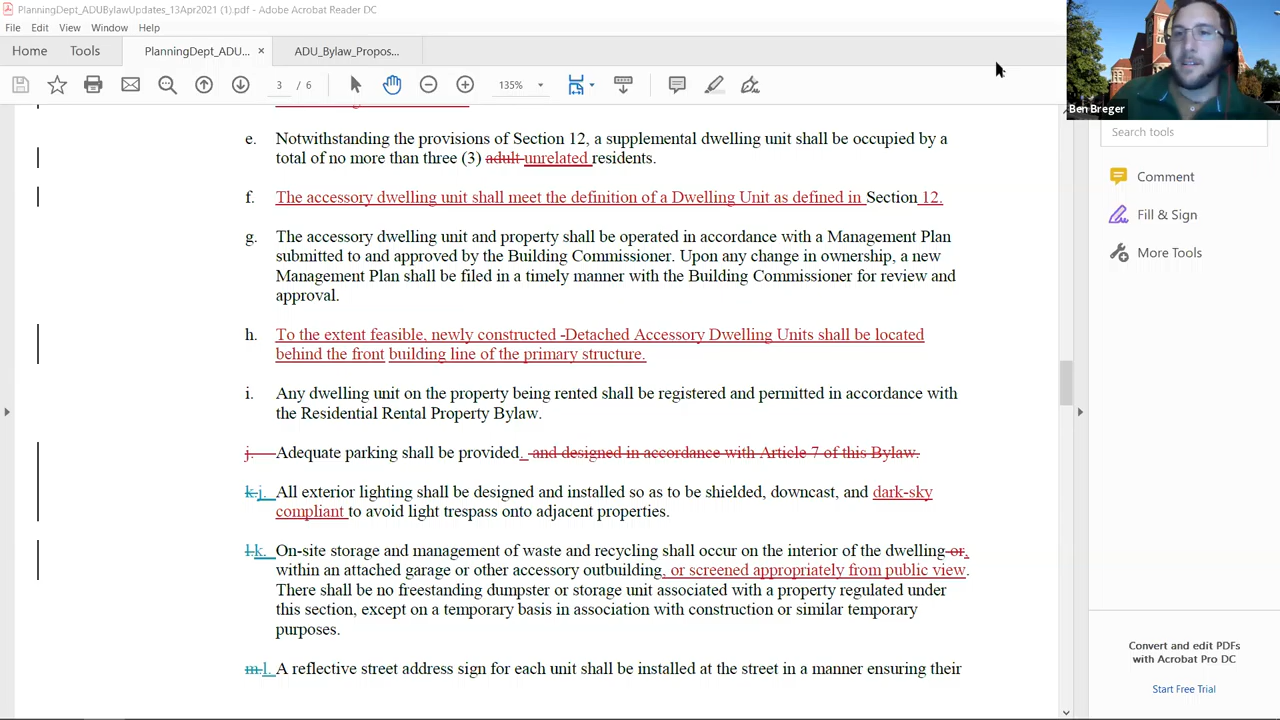 PlanningDept_ADUBylawUpdates_13Apr2021 (1).pdf - Adobe Acrobat Reader DC
File Edit View Window Help
Home Tools PlanningDept_ADU... × ADU_Bylaw_Propos...
3 / 6 135%
Ben Breger
Search tools
Comment
Fill & Sign
More Tools
Convert and edit PDFs
with Acrobat Pro DC
Start Free Trial
e. Notwithstanding the provisions of Section 12, a supplemental dwelling unit shall be occupied by a
total of no more than three (3) adult unrelated residents.
f. The accessory dwelling unit shall meet the definition of a Dwelling Unit as defined in Section 12.
g. The accessory dwelling unit and property shall be operated in accordance with a Management Plan
submitted to and approved by the Building Commissioner. Upon any change in ownership, a new
Management Plan shall be filed in a timely manner with the Building Commissioner for review and
approval.
h. To the extent feasible, newly constructed -Detached Accessory Dwelling Units shall be located
behind the front building line of the primary structure.
i. Any dwelling unit on the property being rented shall be registered and permitted in accordance with
the Residential Rental Property Bylaw.
j. Adequate parking shall be provided. and designed in accordance with Article 7 of this Bylaw.
k.j. All exterior lighting shall be designed and installed so as to be shielded, downcast, and dark-sky
compliant to avoid light trespass onto adjacent properties.
l.k. On-site storage and management of waste and recycling shall occur on the interior of the dwelling or,
within an attached garage or other accessory outbuilding, or screened appropriately from public view.
There shall be no freestanding dumpster or storage unit associated with a property regulated under
this section, except on a temporary basis in association with construction or similar temporary
purposes.
m.l. A reflective street address sign for each unit shall be installed at the street in a manner ensuring their